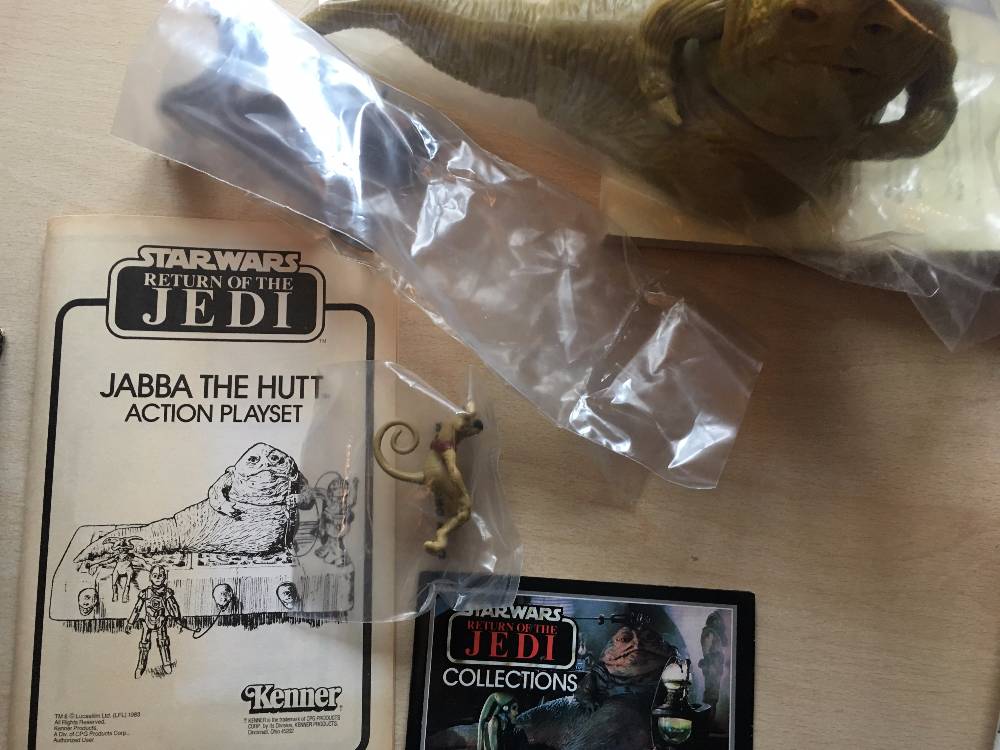 STAR WARS
RETURN OF THE
JEDI
TM
JABBA THE HUTT
ACTION PLAYSET
Kenner
TM & © Lucasfilm Ltd. (LFL) 1983
All Rights Reserved.
Kenner Products,
A Div. of CPG Products Corp.,
Authorized User.
KENNER is the trademark of CPG PRODUCTS
CORP. by its Division, KENNER PRODUCTS,
Cincinnati, Ohio 45202
STAR WARS
RETURN OF THE
JEDI
COLLECTIONS